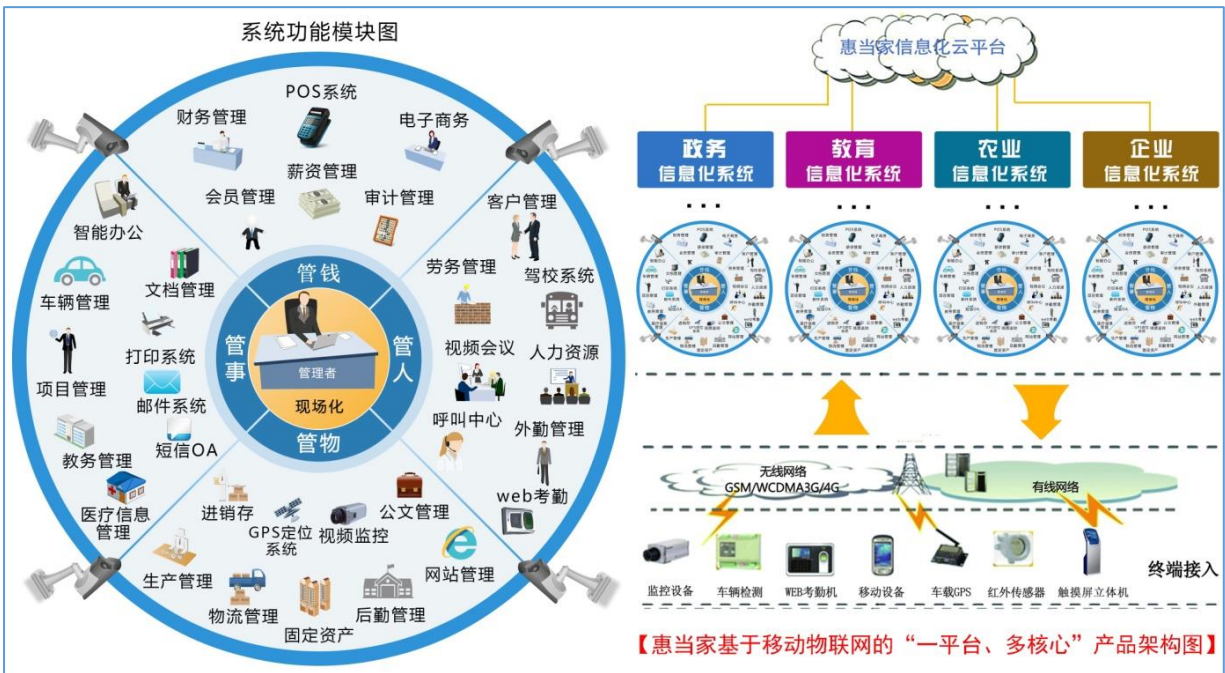 系统功能模块图
POS系统
财务管理
电子商务
薪资管理
会员管理
审计管理
客户管理
智能办公
劳务管理
驾校系统
车辆管理
文档管理
管钱
管事
管人
管物
管理者
现场化
打印系统
视频会议
人力资源
项目管理
邮件系统
呼叫中心
外勤管理
教务管理
短信OA
web考勤
医疗信息
管理
进销存
GPS定位
系统
视频监控
公文管理
生产管理
网站管理
物流管理
后勤管理
固定资产
惠当家信息化云平台
政务
信息化系统
教育
信息化系统
农业
信息化系统
企业
信息化系统
...
...
...
...
无线网络
GSM/WCDMA3G/4G
有线网络
监控设备
车辆检测
WEB考勤机
移动设备
车载GPS
红外传感器
触摸屏立体机
终端接入
【惠当家基于移动物联网的“一平台、多核心”产品架构图】